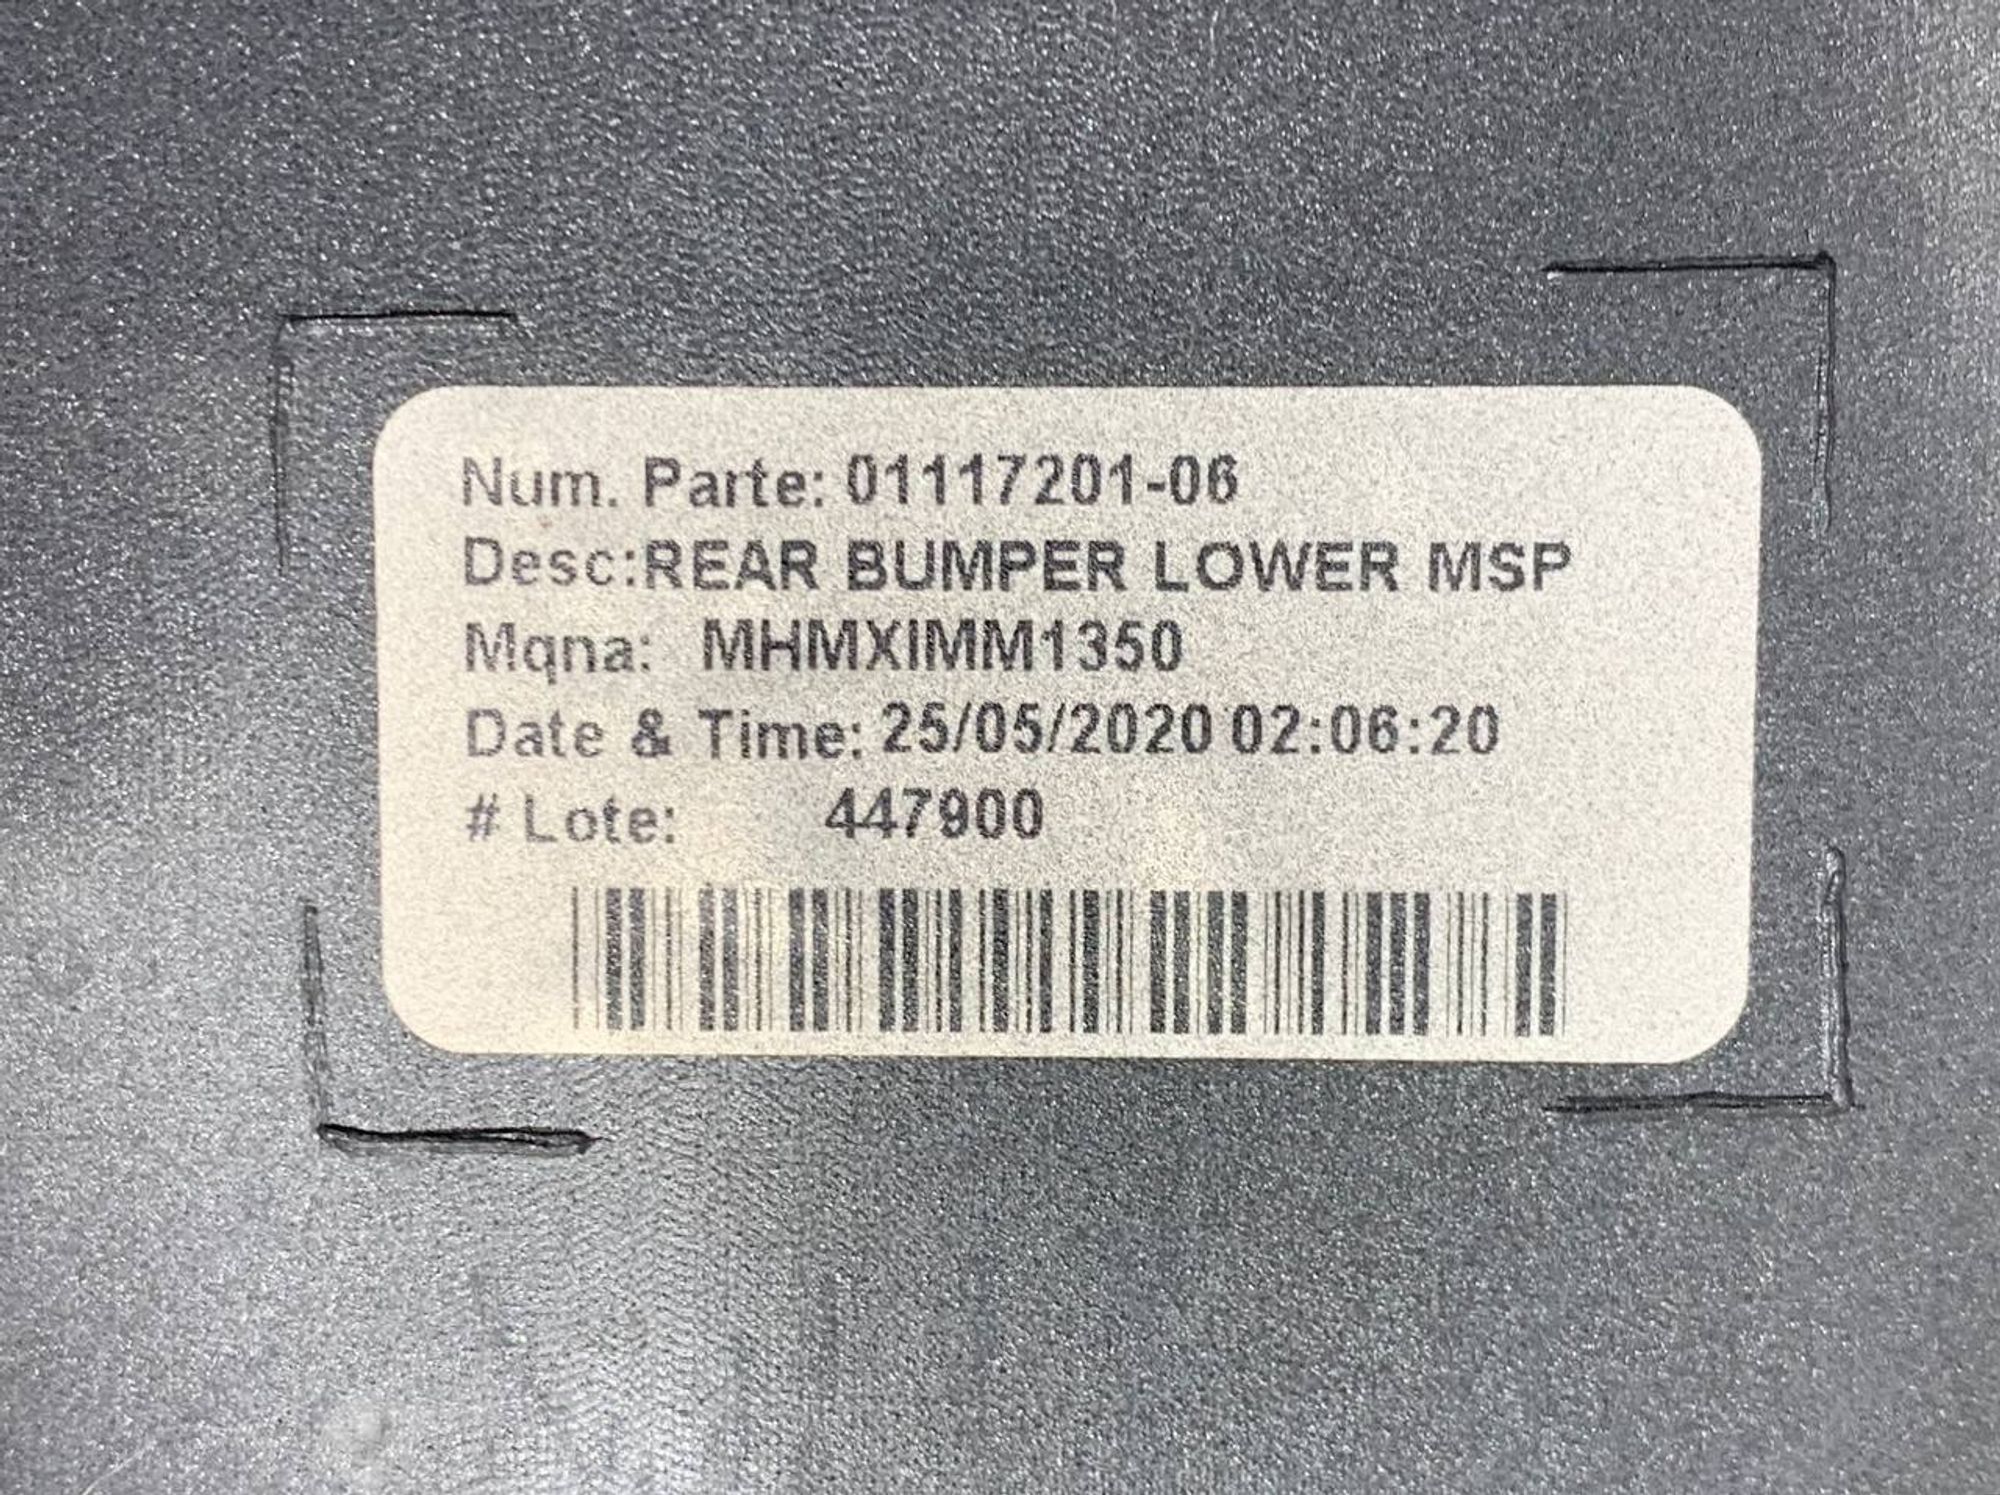 Num. Parte: 01117201-06
Desc:REAR BUMPER LOWER MSP
Mqna: MHMXIMM1350
Date & Time: 25/05/2020 02:06:20
# Lote: 447900